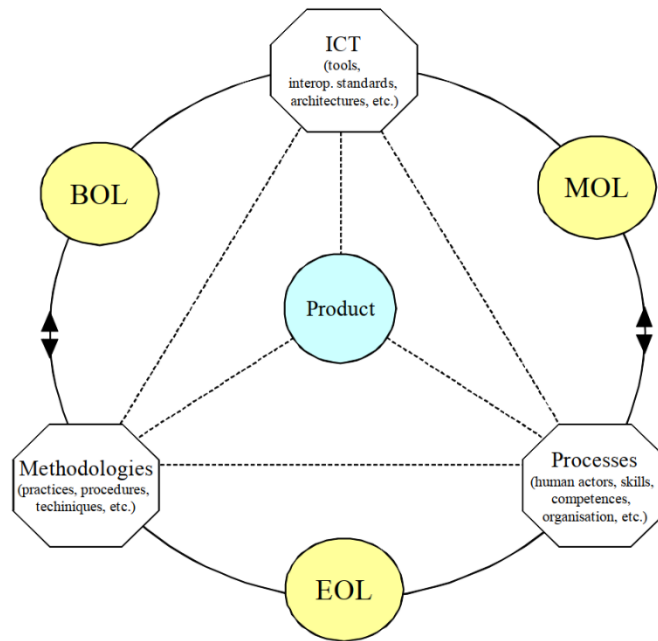 ICT
(tools,
interop. standards,
architectures, etc.)
BOL
MOL
Product
Methodologies
(practices, procedures,
techiniques, etc.)
Processes
(human actors, skills,
competences,
organisation, etc.)
EOL